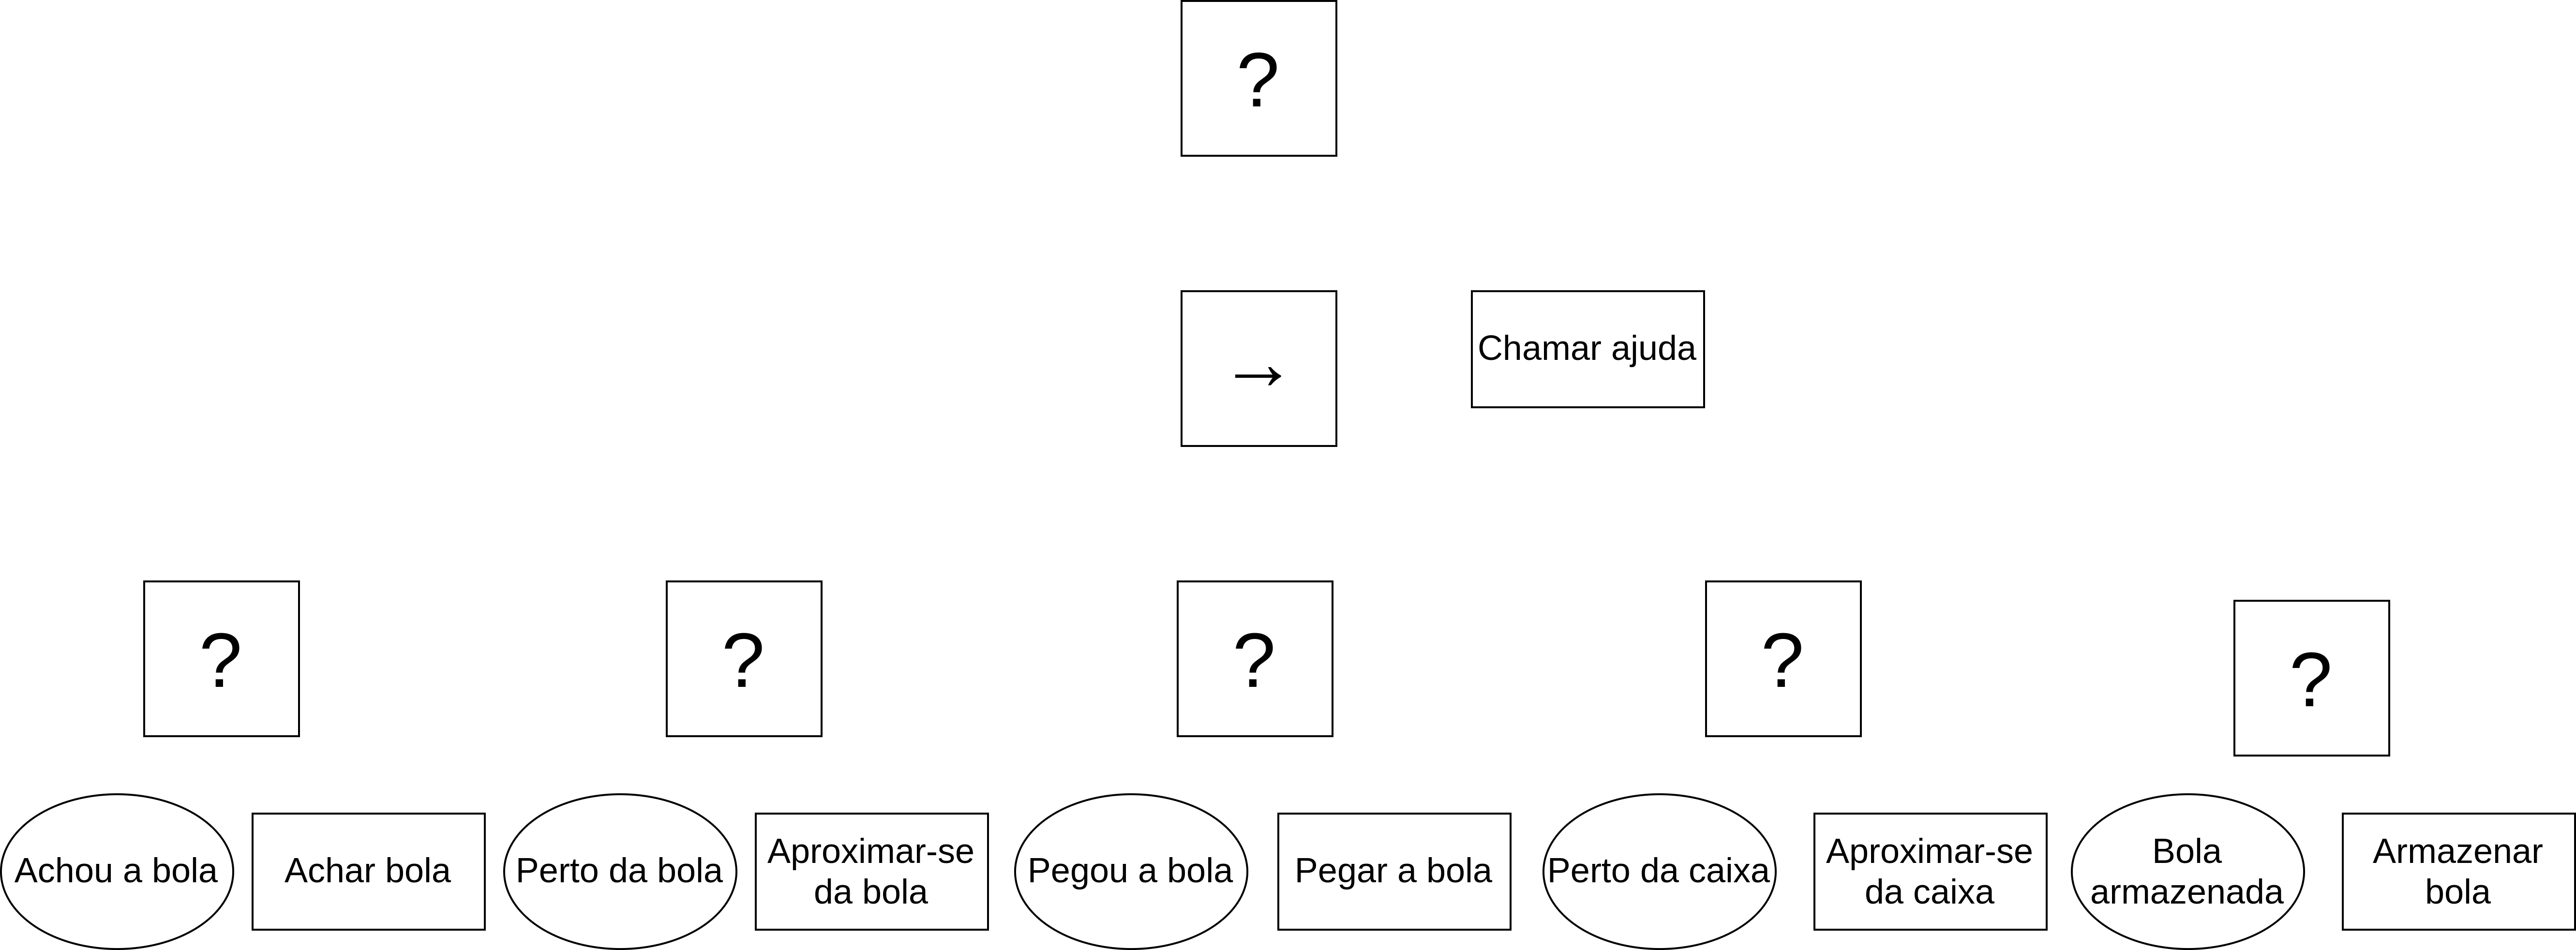 ?
→
Chamar ajuda
?
?
?
?
?
Achou a bola
Achar bola
Perto da bola
Aproximar-se
da bola
Pegou a bola
Pegar a bola
Perto da caixa
Aproximar-se
da caixa
Bola
armazenada
Armazenar
bola